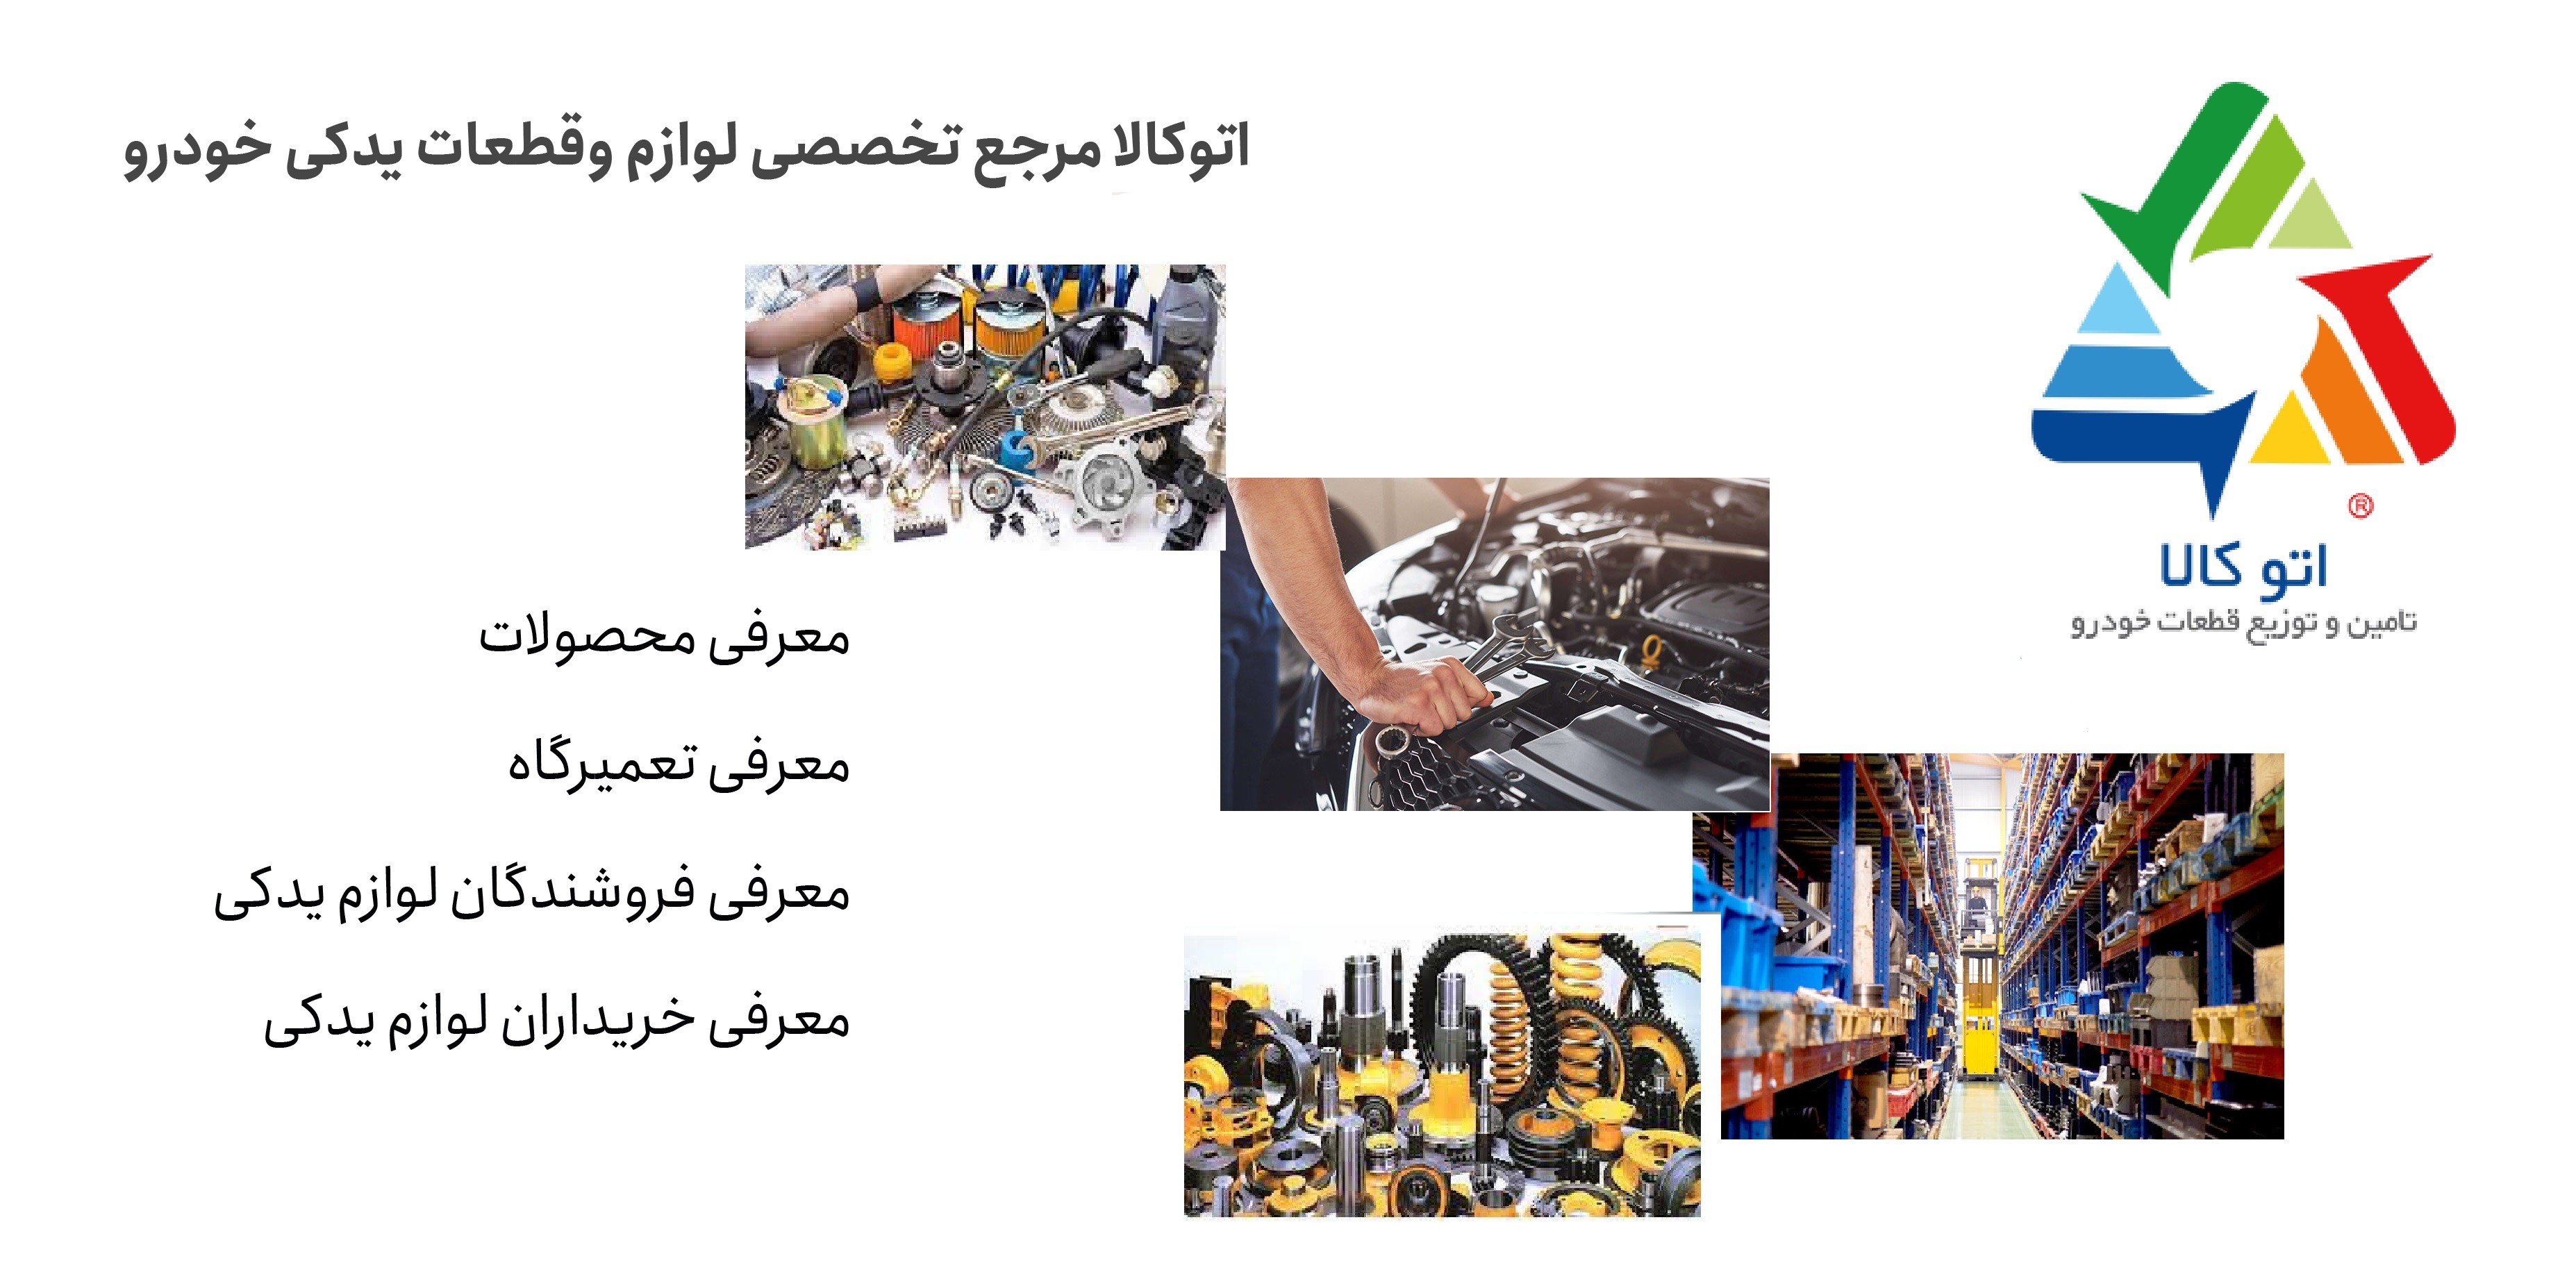 اتوکالا مرجع تخصصی لوازم وقطعات یدکی خودرو
®
اتو کالا
تامین و توزیع قطعات خودرو
معرفی محصولات
معرفی تعمیرگاه
معرفی فروشندگان لوازم یدکی
معرفی خریداران لوازم یدکی